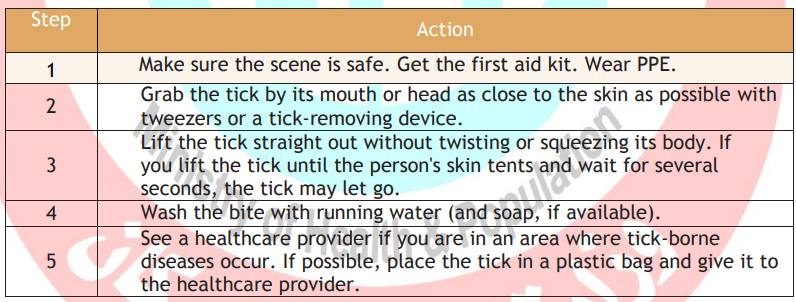 Step Action
1 Make sure the scene is safe. Get the first aid kit. Wear PPE.
2 Grab the tick by its mouth or head as close to the skin as possible with
tweezers or a tick-removing device.
3 Lift the tick straight out without twisting or squeezing its body. If
you lift the tick until the person's skin tents and wait for several
seconds, the tick may let go.
4 Wash the bite with running water (and soap, if available).
5 See a healthcare provider if you are in an area where tick-borne
diseases occur. If possible, place the tick in a plastic bag and give it to
the healthcare provider.
Ministry of Health & Population